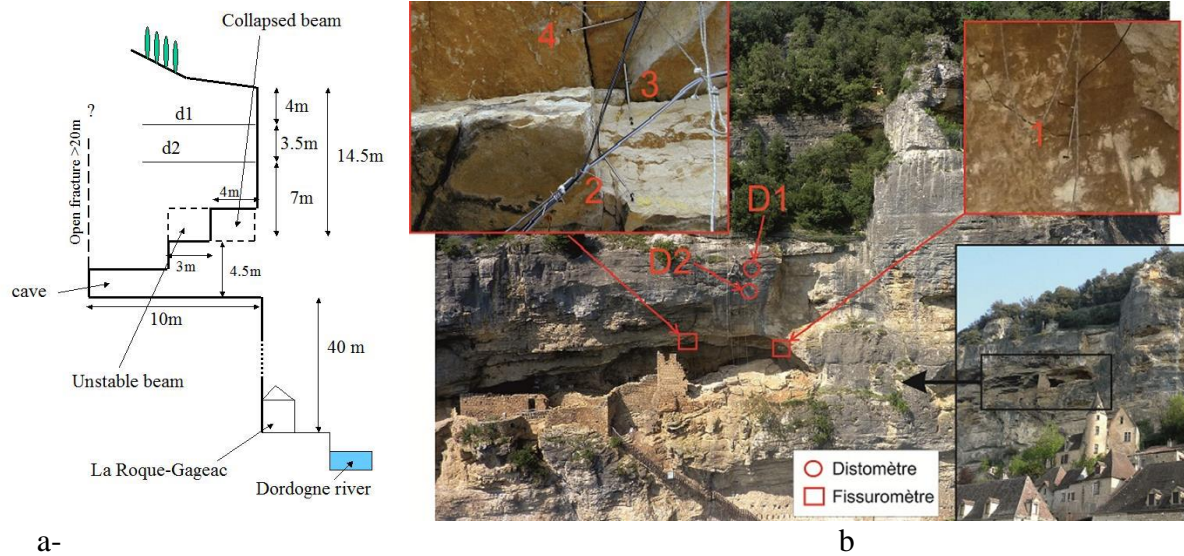 Collapsed beam
?
d1
4m
d2
3.5m
14.5m
Open fracture >20m
4m
7m
3m
4.5m
cave
10m
40 m
Unstable beam
La Roque-Gageac
Dordogne river
a-
4
3
2
1
D1
D2
Distomètre
Fissuromètre
b